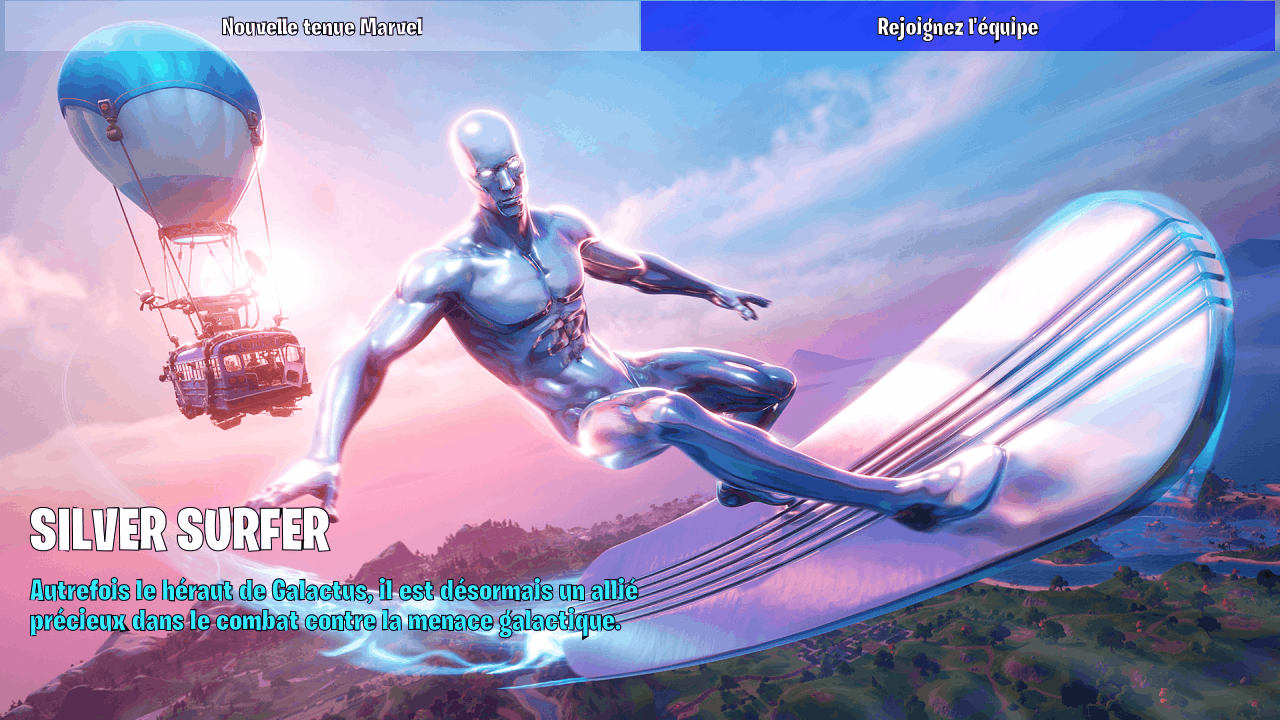 Nouvelle tenue Marvel
Rejoignez l'équipe
SILVER SURFER
Autrefois le héraut de Galactus, il est désormais un allié
précieux dans le combat contre la menace galactique.